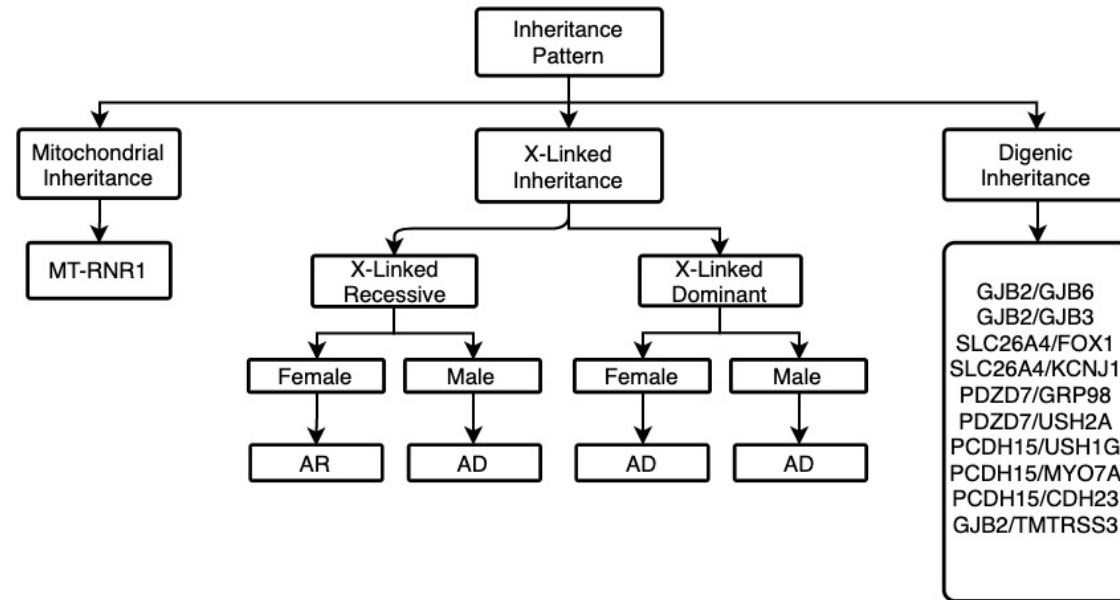 Inheritance
Pattern
Mitochondrial
Inheritance
X-Linked
Inheritance
Digenic
Inheritance
MT-RNR1
X-Linked
Recessive
X-Linked
Dominant
Female
Male
Female
Male
AR
AD
AD
AD
GJB2/GJB6
GJB2/GJB3
SLC26A4/FOX1
SLC26A4/KCNJ1
PDZD7/GRP98
PDZD7/USH2A
PCDH15/USH1G
PCDH15/MYO7A
PCDH15/CDH23
GJB2/TMTRSS3